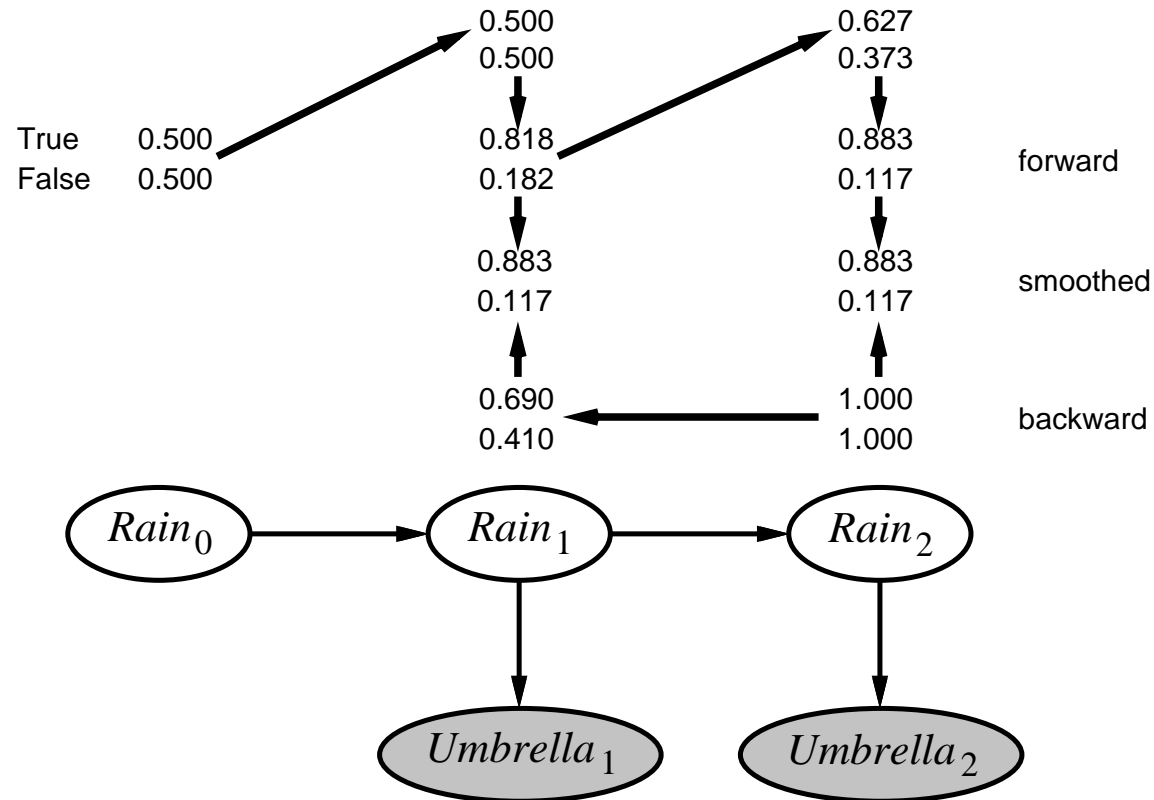 0.500 0.627
0.500 0.373
True 0.500 0.818 0.883
False 0.500 0.182 0.117
forward
0.883 0.883
0.117 0.117
smoothed
0.690 1.000
0.410 1.000
backward
Rain0 Rain1 Rain2
Umbrella1 Umbrella2